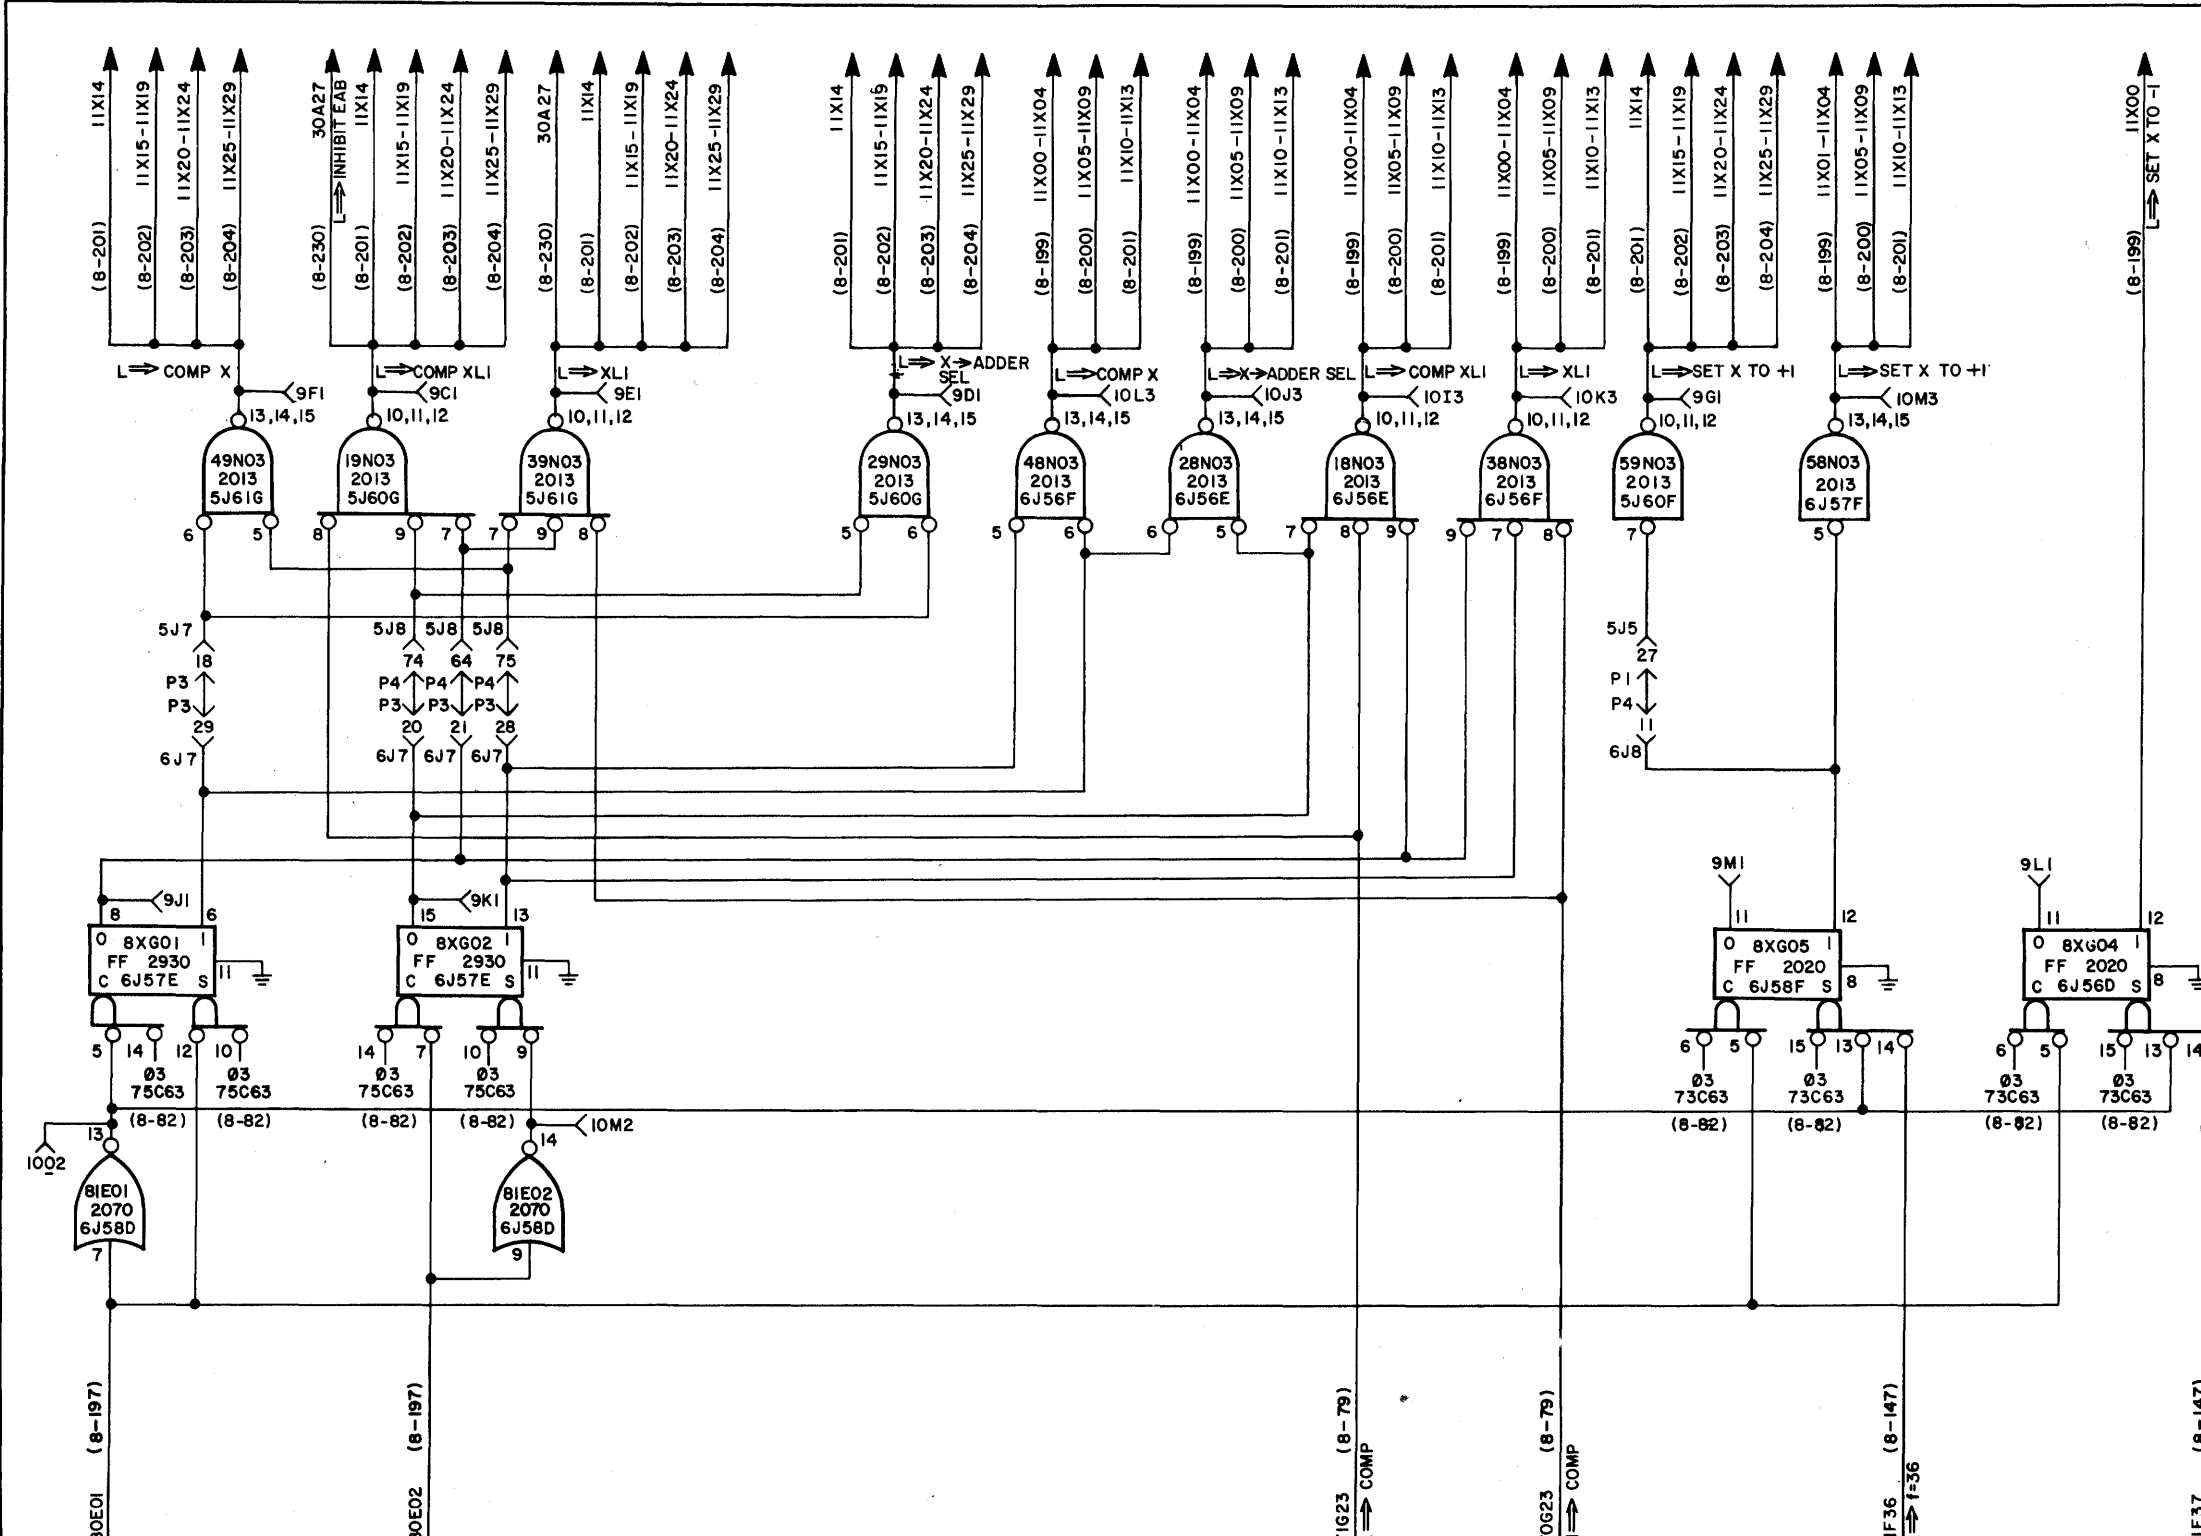 11X14
11X15-11X19
11X20-11X24
11X25-11X29
30A27
L⇒INHIBIT EAB
11X14
11X15-11X19
11X20-11X24
11X25-11X29
30A27
11X14
11X15-11X19
11X20-11X24
11X25-11X29
11X14
11X15-11X19
11X20-11X24
11X25-11X29
11X00-11X04
11X05-11X09
11X10-11X13
11X00-11X04
11X05-11X09
11X10-11X13
11X00-11X04
11X05-11X09
11X10-11X13
11X00-11X04
11X05-11X09
11X10-11X13
11X14
11X15-11X19
11X20-11X24
11X25-11X29
11X01-11X04
11X05-11X09
11X10-11X13
11X00
L⇒SET X TO -1
(8-201)
(8-202)
(8-203)
(8-204)
(8-230)
(8-201)
(8-202)
(8-203)
(8-204)
(8-230)
(8-201)
(8-202)
(8-203)
(8-204)
(8-201)
(8-202)
(8-203)
(8-204)
(8-199)
(8-200)
(8-201)
(8-199)
(8-200)
(8-201)
(8-199)
(8-200)
(8-201)
(8-199)
(8-200)
(8-201)
(8-201)
(8-202)
(8-203)
(8-204)
(8-199)
(8-200)
(8-201)
(8-199)
L⇒COMP X
L⇒COMP XL1
L⇒XL1
L⇒X→ADDER
SEL
L⇒COMP X
L⇒X→ADDER SEL
L⇒COMP XL1
L⇒XL1
L⇒SET X TO +1
L⇒SET X TO +1
9F1
9C1
9E1
9D1
10L3
10J3
10I3
10K3
9G1
10M3
13,14,15
10,11,12
10,11,12
13,14,15
13,14,15
13,14,15
10,11,12
10,11,12
10,11,12
13,14,15
49N03
2013
5J61G
19N03
2013
5J60G
39N03
2013
5J61G
29N03
2013
5J60G
48N03
2013
6J56F
28N03
2013
6J56E
18N03
2013
6J56E
38N03
2013
6J56F
59N03
2013
5J60F
58N03
2013
6J57F
6 5 8 9 7 7 9 8 5 6 5 6 6 5 7 8 9 9 7 8 7 5
5J7 5J8 5J8 5J8 5J5
18 74 64 75 27
P3 P4 P4 P4 P1
P3 P3 P3 P3 P4
29 20 21 28 11
6J7 6J7 6J7 6J7 6J8
9J1
9K1
9M1
9L1
8 6 15 13 11 12 11 12
O 8XG01 1
FF 2930
C 6J57E S
11
O 8XG02 1
FF 2930
C 6J57E S
11
O 8XG05 1
FF 2020
C 6J58F S
8
O 8XG04 1
FF 2020
C 6J56D S
8
5 14 12 10 14 7 10 9 6 5 15 13 14 6 5 15 13 14
Ø3
75C63
(8-82)
Ø3
75C63
(8-82)
Ø3
75C63
(8-82)
Ø3
75C63
(8-82)
Ø3
73C63
(8-82)
Ø3
73C63
(8-82)
Ø3
73C63
(8-82)
Ø3
73C63
(8-82)
13
1002
14
10M2
81E01
2070
6J58D
7
81E02
2070
6J58D
9
(8-197)
(8-197)
(8-79)
(8-79)
(8-147)
(8-147)
80E01
80E02
1G23
⇒COMP
0G23
⇒COMP
1F36
⇒f=36
1F37